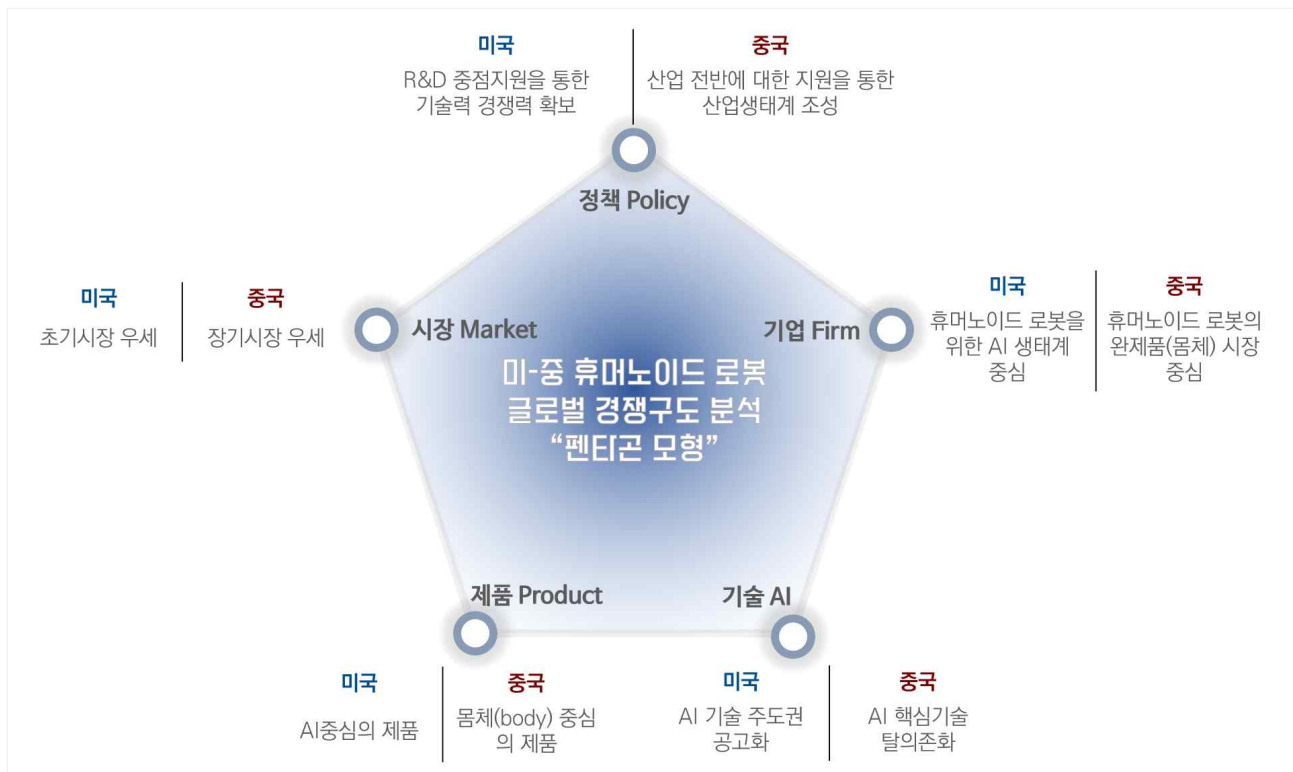 미국
R&D 중점지원을 통한
기술력 경쟁력 확보
중국
산업 전반에 대한 지원을 통한
산업생태계 조성
정책 Policy
미국
초기시장 우세
중국
장기시장 우세
시장 Market
기업 Firm
미국
휴머노이드 로봇을
위한 AI 생태계
중심
중국
휴머노이드 로봇의
완제품(몸체) 시장
중심
미-중 휴머노이드 로봇
글로벌 경쟁구도 분석
“펜타곤 모형”
제품 Product
기술 AI
미국
AI중심의 제품
중국
몸체(body) 중심
의 제품
미국
AI 기술 주도권
공고화
중국
AI 핵심기술
탈의존화